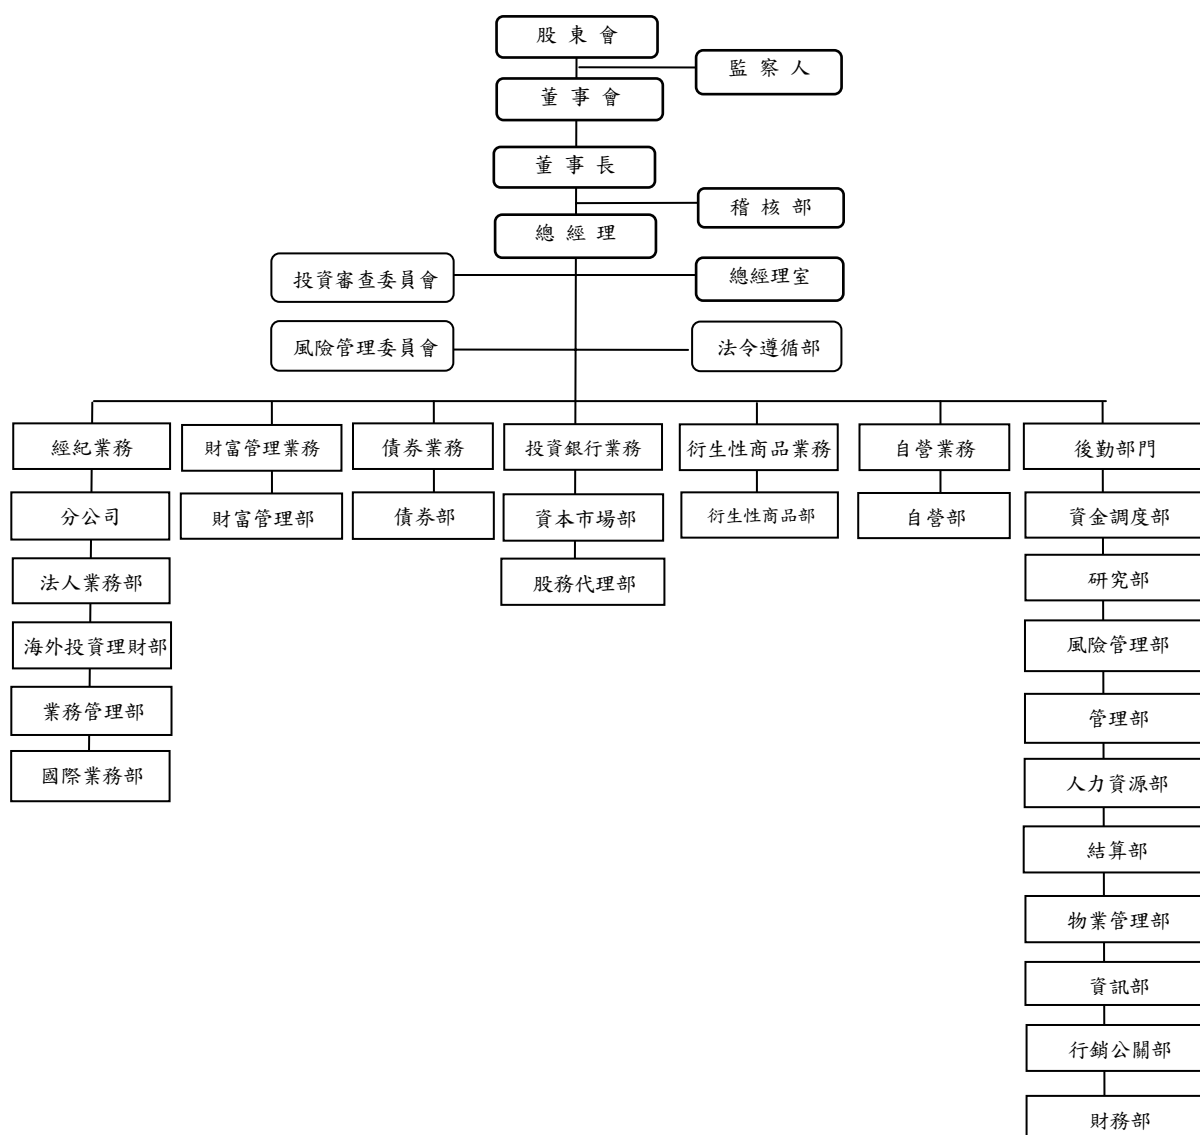 股東會
監察人
董事會
董事長
稽核部
總經理
投資審查委員會
總經理室
風險管理委員會
法令遵循部
經紀業務
財富管理業務
債券業務
投資銀行業務
衍生性商品業務
自營業務
後勤部門
分公司
財富管理部
債券部
資本市場部
衍生性商品部
自營部
資金調度部
法人業務部
股務代理部
研究部
海外投資理財部
風險管理部
業務管理部
管理部
國際業務部
人力資源部
結算部
物業管理部
資訊部
行銷公關部
財務部